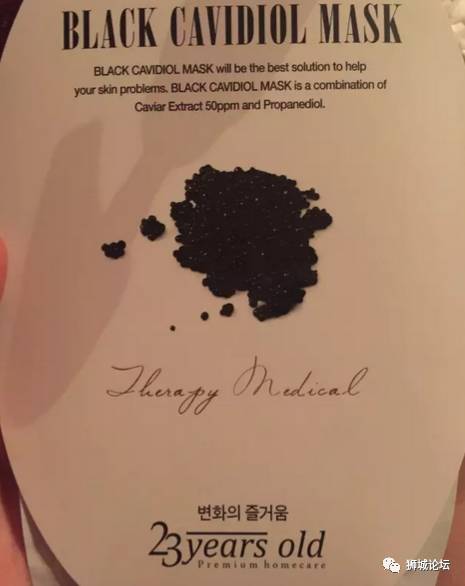 BLACK CAVIDIOL MASK
BLACK CAVIDIOL MASK will be the best solution to help
your skin problems. BLACK CAVIDIOL MASK is a combination of
Caviar Extract 50ppm and Propanediol.
Therapy Medical
변화의 즐거움
23 years old
Premium homecare
狮城论坛